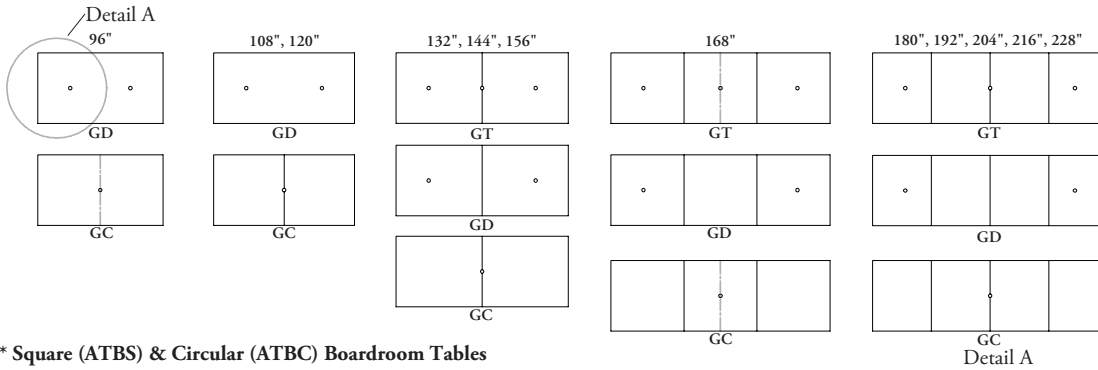 Detail A
96" 108", 120" 132", 144", 156" 168" 180", 192", 204", 216", 228"
GD GD GT GT GT
GC GC GD GD GD
GC GC GC
* Square (ATBS) & Circular (ATBC) Boardroom Tables
Detail A